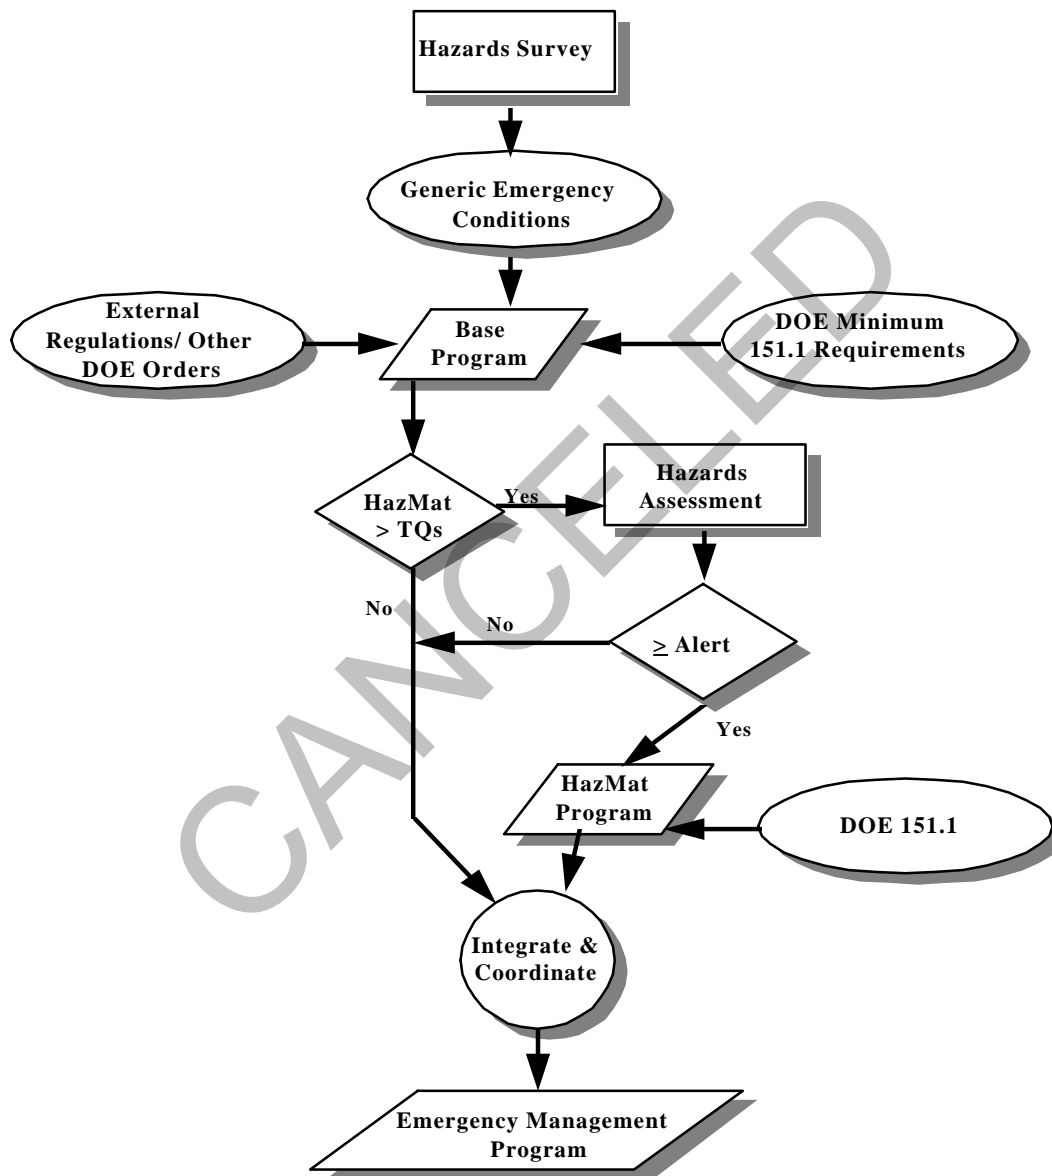 Hazards Survey
Generic Emergency
Conditions
External
Regulations/ Other
DOE Orders
Base
Program
DOE Minimum
151.1 Requirements
HazMat
> TQs
Yes
Hazards
Assessment
No
No
≥ Alert
Yes
HazMat
Program
DOE 151.1
Integrate &
Coordinate
Emergency Management
Program
CANCELED